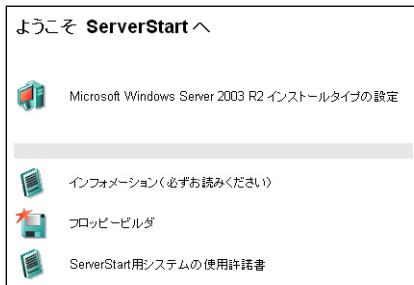 ようこそ ServerStart へ
Microsoft Windows Server 2003 R2 インストールタイプの設定
インフォメーション(必ずお読みください)
フロッピービルダ
ServerStart用システムの使用許諾書